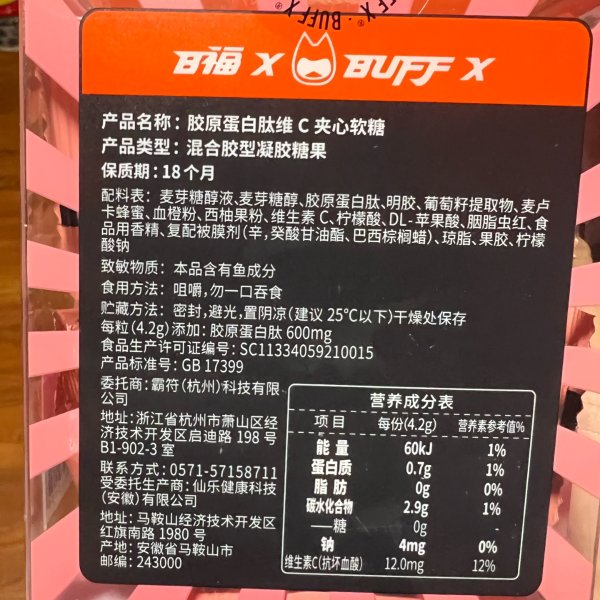 BUFF X
日福 X BUFF X
产品名称：胶原蛋白肽维 C 夹心软糖
产品类型：混合胶型凝胶糖果
保质期：18个月
配料表：麦芽糖醇液、麦芽糖醇、胶原蛋白肽、明胶、葡萄籽提取物、麦卢
卡蜂蜜、血橙粉、西柚果粉、维生素 C、柠檬酸、DL-苹果酸、胭脂虫红、食
品用香精、复配被膜剂(辛,癸酸甘油酯、巴西棕榈蜡)、琼脂、果胶、柠檬
酸钠
致敏物质：本品含有鱼成分
食用方法：咀嚼,勿一口吞食
贮藏方法：密封,避光,置阴凉(建议 25℃以下)干燥处保存
每粒(4.2g)添加：胶原蛋白肽 600mg
食品生产许可证编号：SC11334059210015
产品标准号：GB 17399
委托商：霸符(杭州)科技有限
公司
地址：浙江省杭州市萧山区经
济技术开发区启迪路 198 号
B1-902-3 室
联系方式：0571-57158711
受委托生产商：仙乐健康科技
(安徽)有限公司
地址：马鞍山经济技术开发区
红旗南路 1980 号
产地：安徽省马鞍山市
邮编：243000
营养成分表
项目 每份(4.2g) 营养素参考值%
能量 60kJ 1%
蛋白质 0.7g 1%
脂肪 0g 0%
碳水化合物 2.9g 1%
——糖 0g -
钠 4mg 0%
维生素C(抗坏血酸) 12.0mg 12%